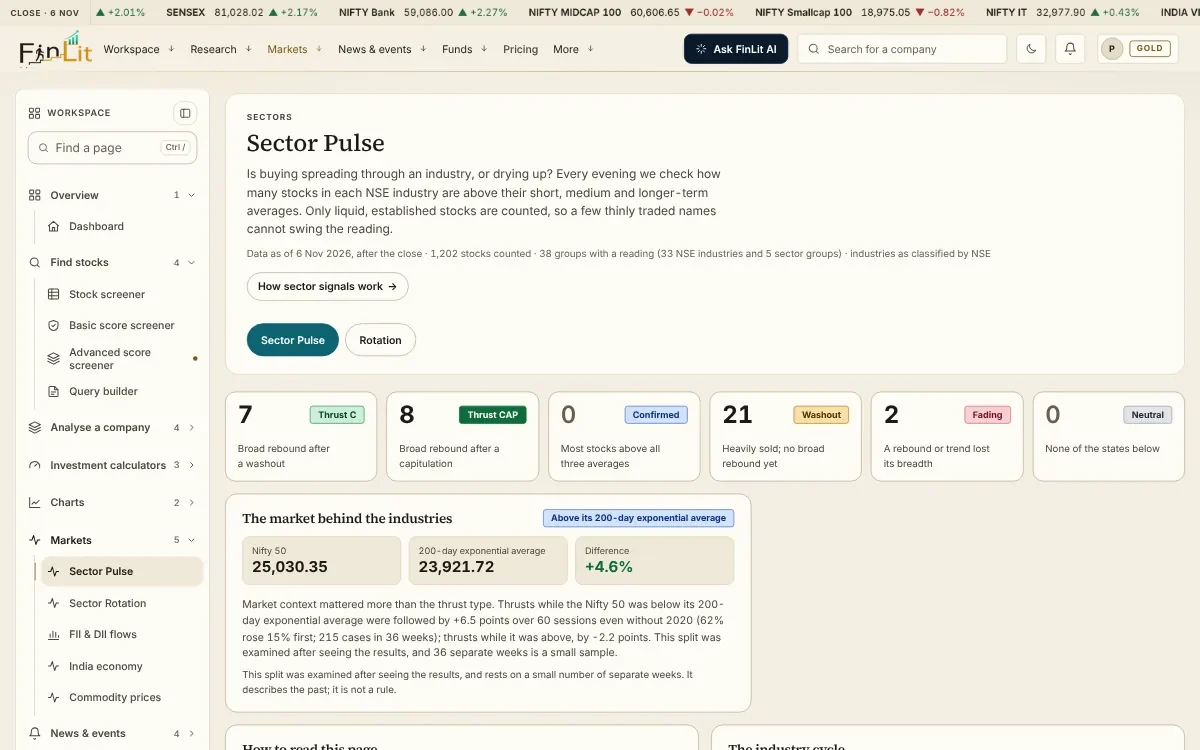 CLOSE · 6 NOV ▲ +2.01% SENSEX 81,028.02 ▲ +2.17% NIFTY Bank 59,086.00 ▲ +2.27% NIFTY MIDCAP 100 60,606.65 ▼ −0.02% NIFTY Smallcap 100 18,975.05 ▼ −0.82% NIFTY IT 32,977.90 ▲ +0.43% INDIA
FinLit
Workspace Research Markets News & events Funds Pricing More
Ask FinLit AI
Search for a company
P GOLD
WORKSPACE
Find a page Ctrl /
Overview 1
Dashboard
Find stocks 4
Stock screener
Basic score screener
Advanced score
screener
Query builder
Analyse a company 4
Investment calculators 3
Charts 2
Markets 5
Sector Pulse
Sector Rotation
FII & DII flows
India economy
Commodity prices
News & events 4
SECTORS
Sector Pulse
Is buying spreading through an industry, or drying up? Every evening we check how
many stocks in each NSE industry are above their short, medium and longer-term
averages. Only liquid, established stocks are counted, so a few thinly traded names
cannot swing the reading.
Data as of 6 Nov 2026, after the close · 1,202 stocks counted · 38 groups with a reading (33 NSE industries and 5 sector groups) · industries as classified by NSE
How sector signals work →
Sector Pulse Rotation
7 Thrust C
Broad rebound after
a washout
8 Thrust CAP
Broad rebound after a
capitulation
0 Confirmed
Most stocks above all
three averages
21 Washout
Heavily sold; no broad
rebound yet
2 Fading
A rebound or trend lost
its breadth
0 Neutral
None of the states below
The market behind the industries Above its 200-day exponential average
Nifty 50
25,030.35
200-day exponential average
23,921.72
Difference
+4.6%
Market context mattered more than the thrust type. Thrusts while the Nifty 50 was below its 200-
day exponential average were followed by +6.5 points over 60 sessions even without 2020 (62%
rose 15% first; 215 cases in 36 weeks); thrusts while it was above, by -2.2 points. This split was
examined after seeing the results, and 36 separate weeks is a small sample.
This split was examined after seeing the results, and rests on a small number of separate weeks. It
describes the past; it is not a rule.
How to read this page
The industry cycle